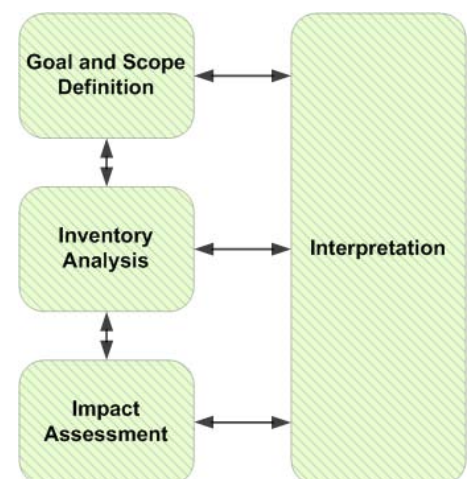 Goal and Scope
Definition
Inventory
Analysis
Interpretation
Impact
Assessment